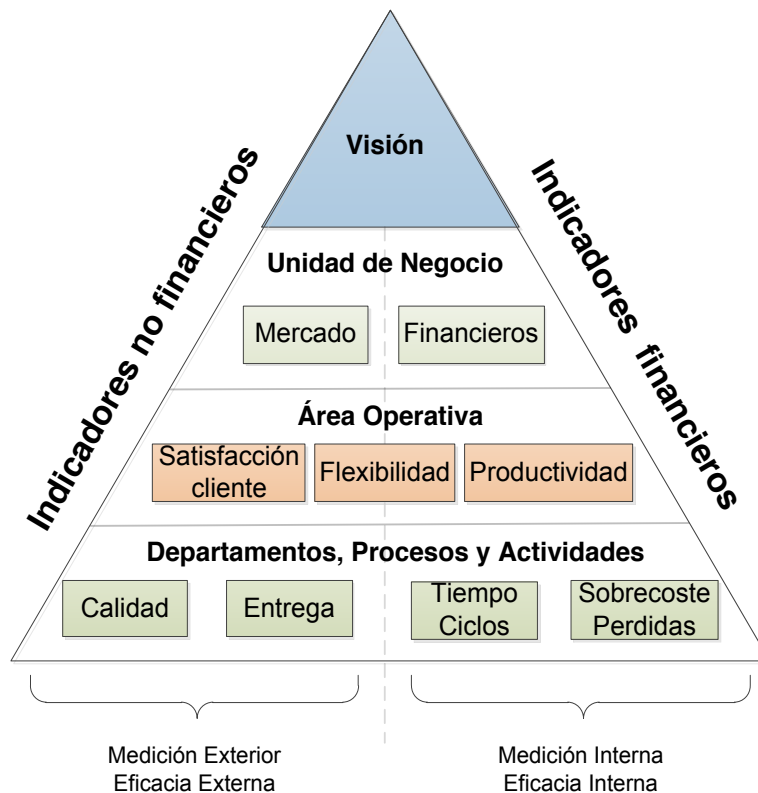 Visión
Indicadores no financieros
Indicadores financieros
Unidad de Negocio
Mercado
Financieros
Área Operativa
Satisfacción
cliente
Flexibilidad
Productividad
Departamentos, Procesos y Actividades
Calidad
Entrega
Tiempo
Ciclos
Sobrecoste
Perdidas
Medición Exterior
Eficacia Externa
Medición Interna
Eficacia Interna